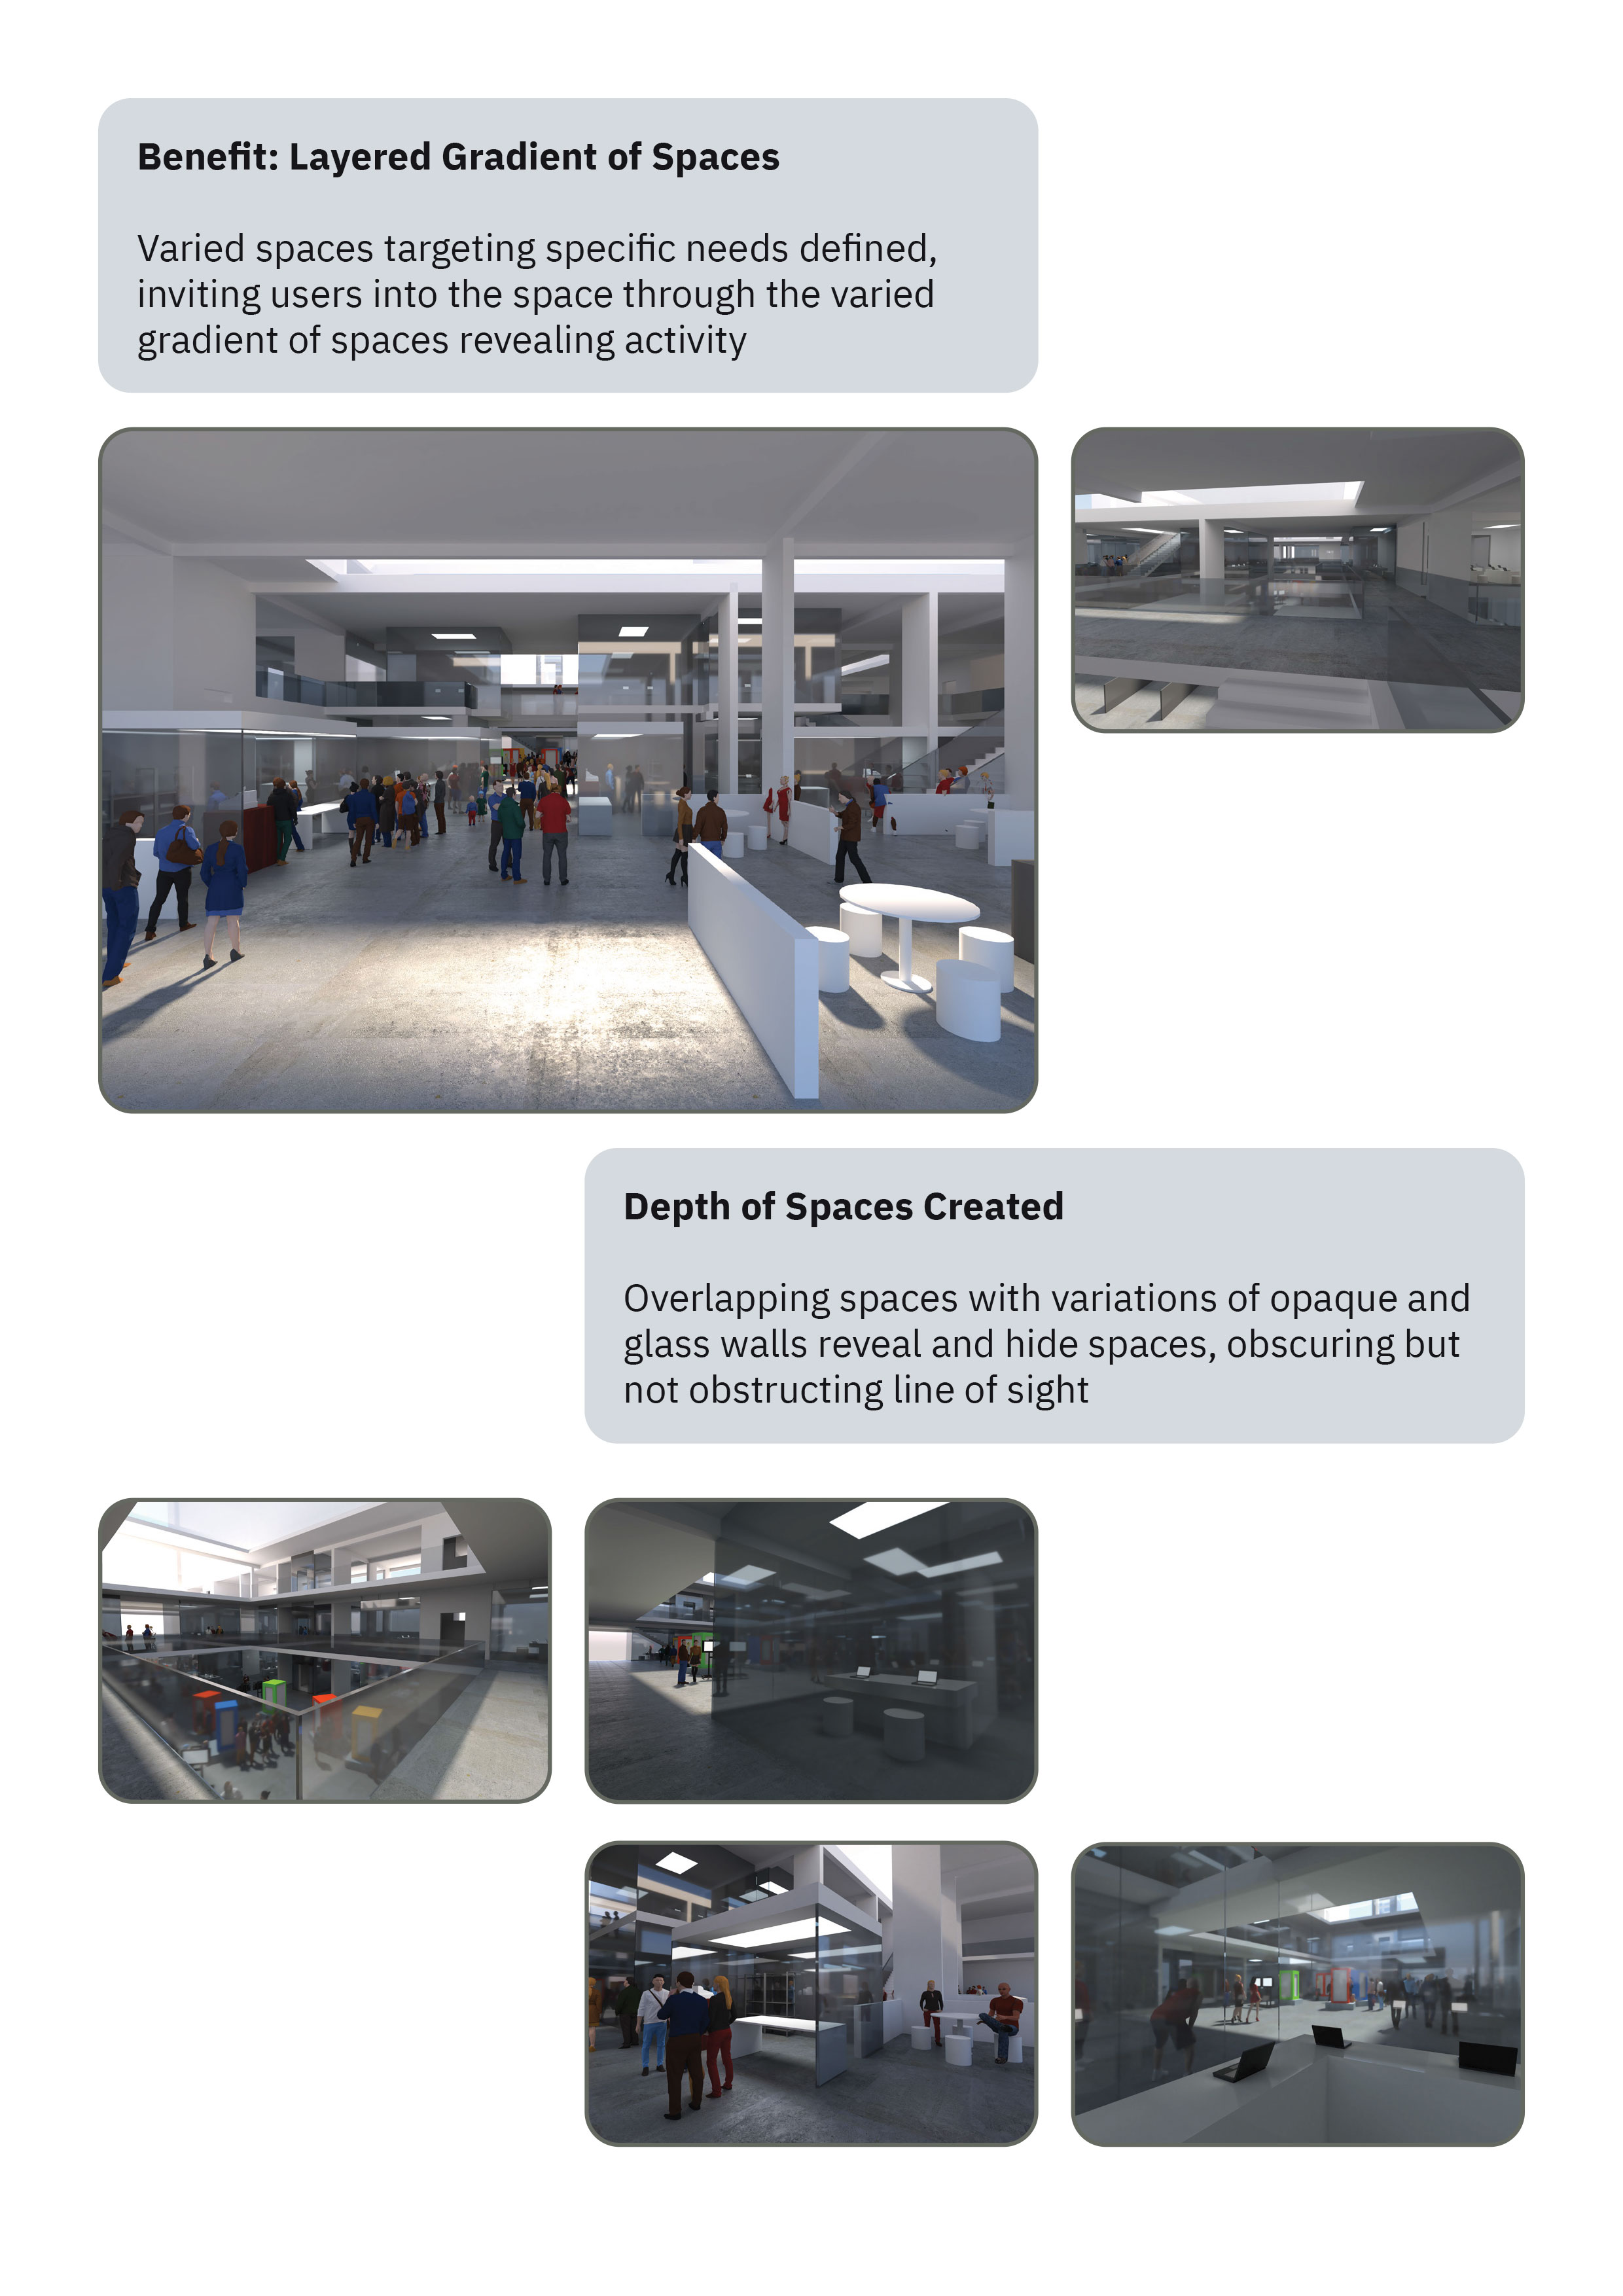 Benefit: Layered Gradient of Spaces
Varied spaces targeting specific needs defined,
inviting users into the space through the varied
gradient of spaces revealing activity
Depth of Spaces Created
Overlapping spaces with variations of opaque and
glass walls reveal and hide spaces, obscuring but
not obstructing line of sight